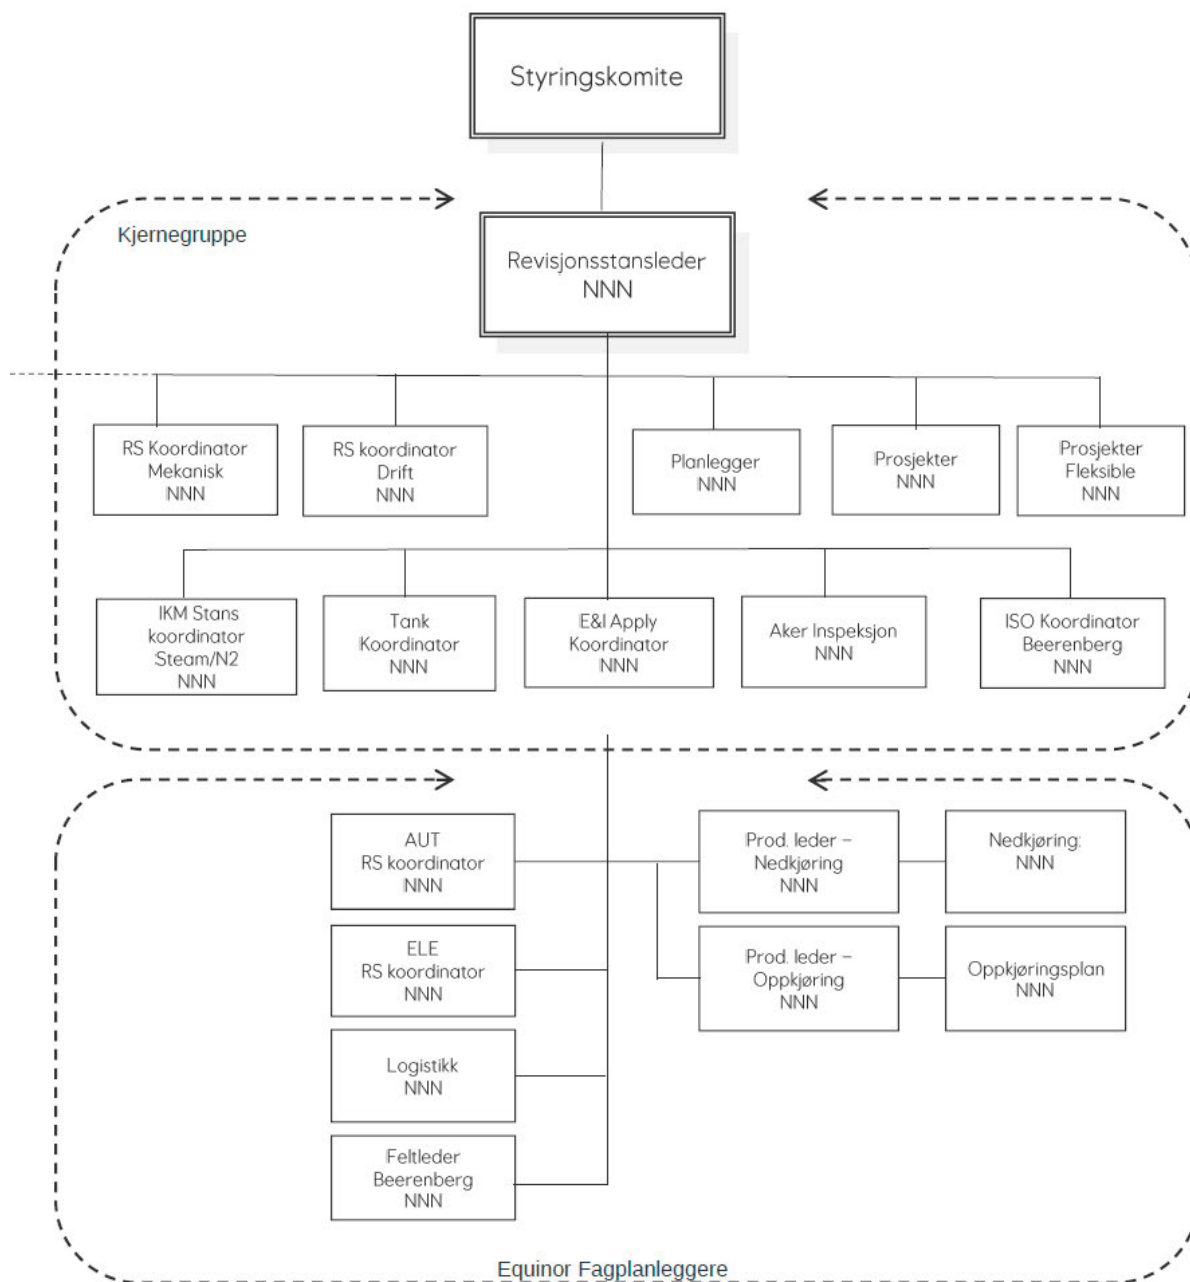 Styringskomite
Kjernegruppe
Revisjonsstansleder
NNN
RS Koordinator
Mekanisk
NNN
RS koordinator
Drift
NNN
Planlegger
NNN
Prosjekter
NNN
Prosjekter
Fleksible
NNN
IKM Stans
koordinator
Steam/N2
NNN
Tank
Koordinator
NNN
E&I Apply
Koordinator
NNN
Aker Inspeksjon
NNN
ISO Koordinator
Beerenberg
NNN
AUT
RS koordinator
NNN
Prod. leder –
Nedkjøring
NNN
Nedkjøring:
NNN
ELE
RS koordinator
NNN
Prod. leder –
Oppkjøring
NNN
Oppkjøringsplan
NNN
Logistikk
NNN
Feltleder
Beerenberg
NNN
Equinor Fagplanleggere